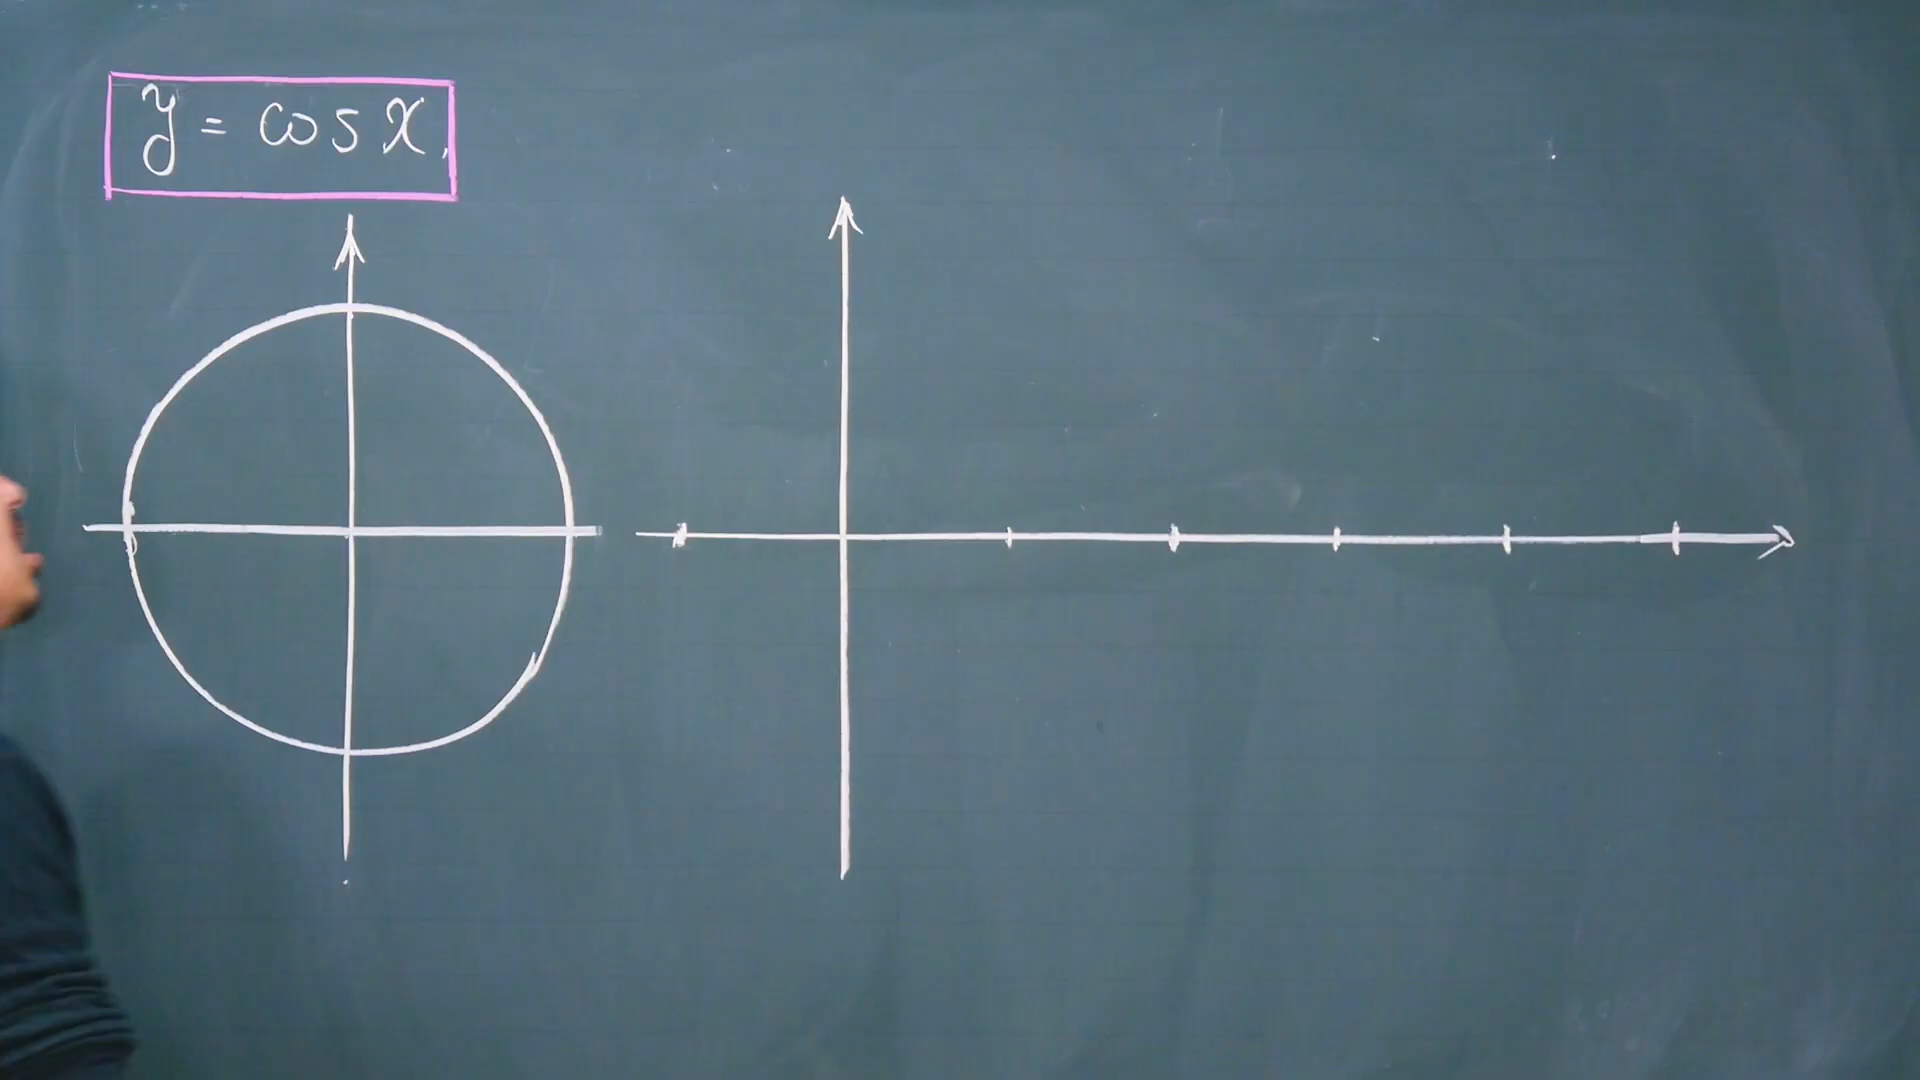 y = cos x